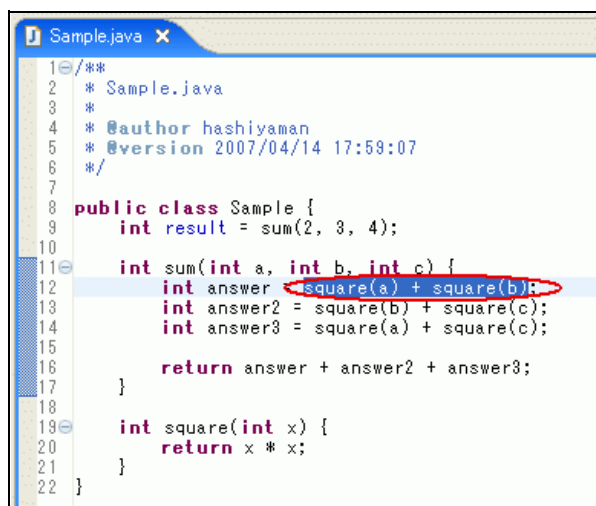 Sample.java
1 /**
2  * Sample.java
3  *
4  * @author hashiyaman
5  * @version 2007/04/14 17:59:07
6  */
7
8 public class Sample {
9     int result = sum(2, 3, 4);
10
11     int sum(int a, int b, int c) {
12         int answer = square(a) + square(b);
13         int answer2 = square(b) + square(c);
14         int answer3 = square(a) + square(c);
15
16         return answer + answer2 + answer3;
17     }
18
19     int square(int x) {
20         return x * x;
21     }
22 }